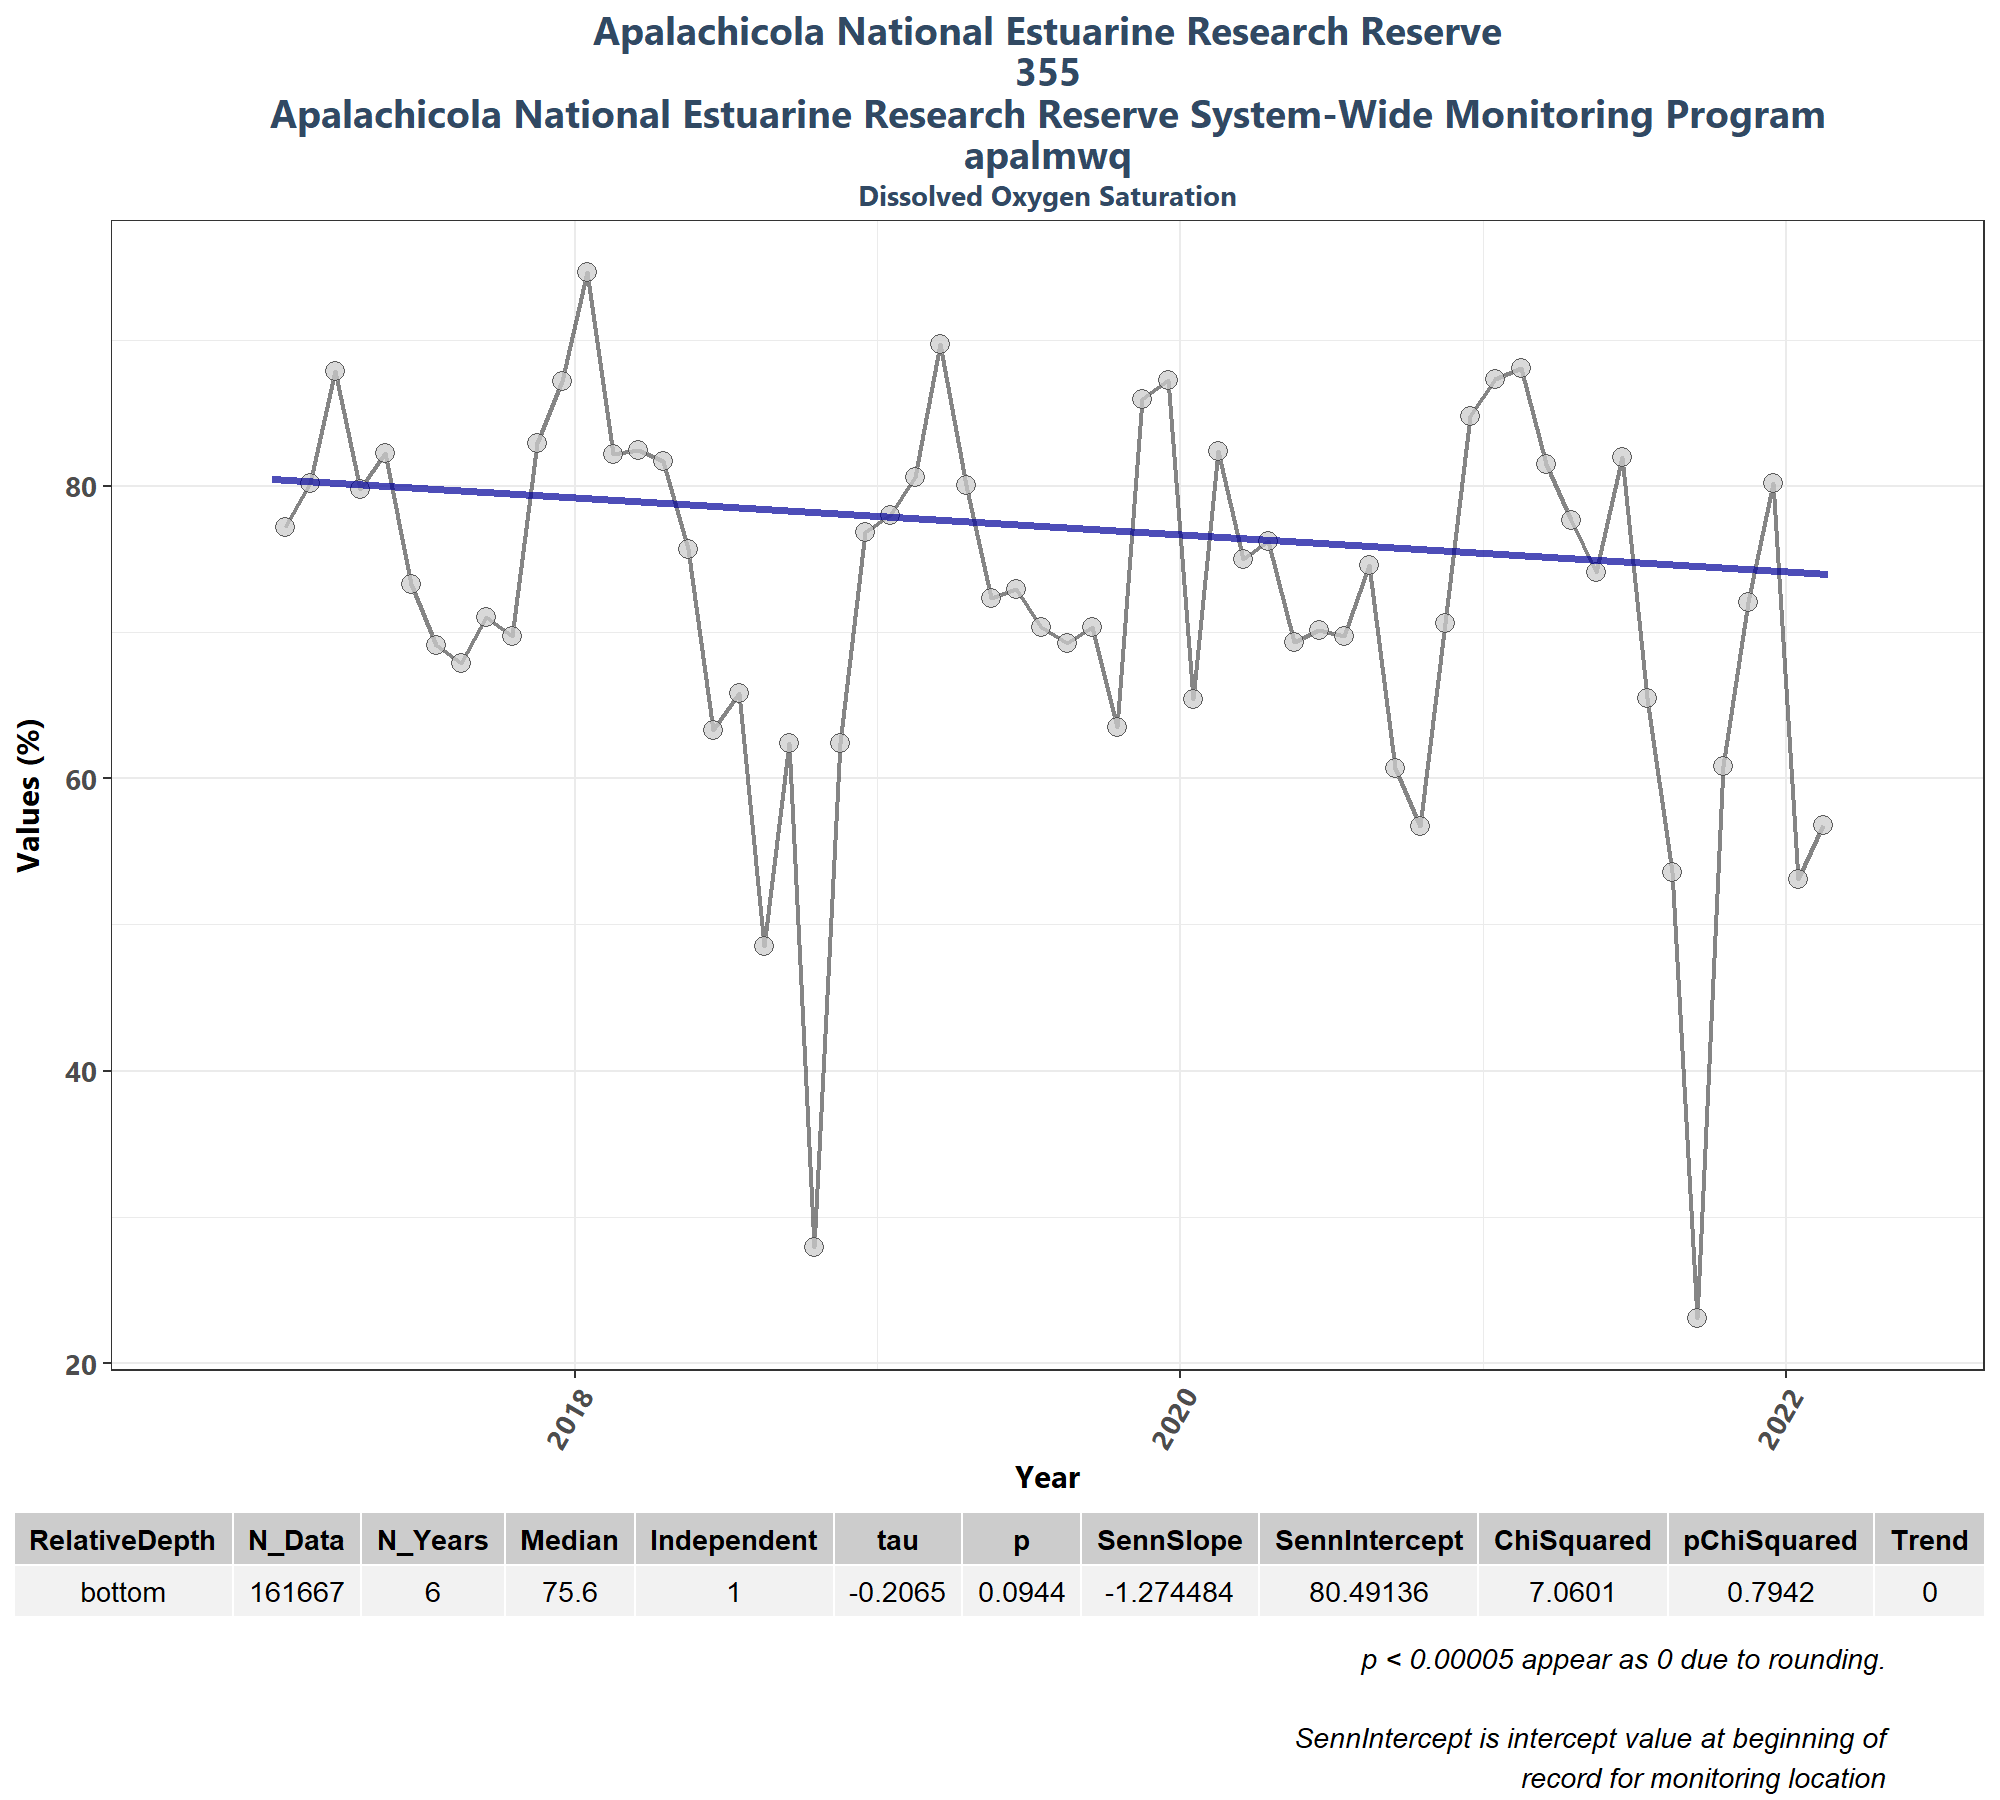 Apalachicola National Estuarine Research Reserve
355
Apalachicola National Estuarine Research Reserve System-Wide Monitoring Program
apalmwq
Dissolved Oxygen Saturation
Values (%)
80
60
40
20
2018
2020
2022
Year
RelativeDepth N_Data N_Years Median Independent tau p SennSlope SennIntercept ChiSquared pChiSquared Trend
bottom 161667 6 75.6 1 -0.2065 0.0944 -1.274484 80.49136 7.0601 0.7942 0
p < 0.00005 appear as 0 due to rounding.
SennIntercept is intercept value at beginning of
record for monitoring location